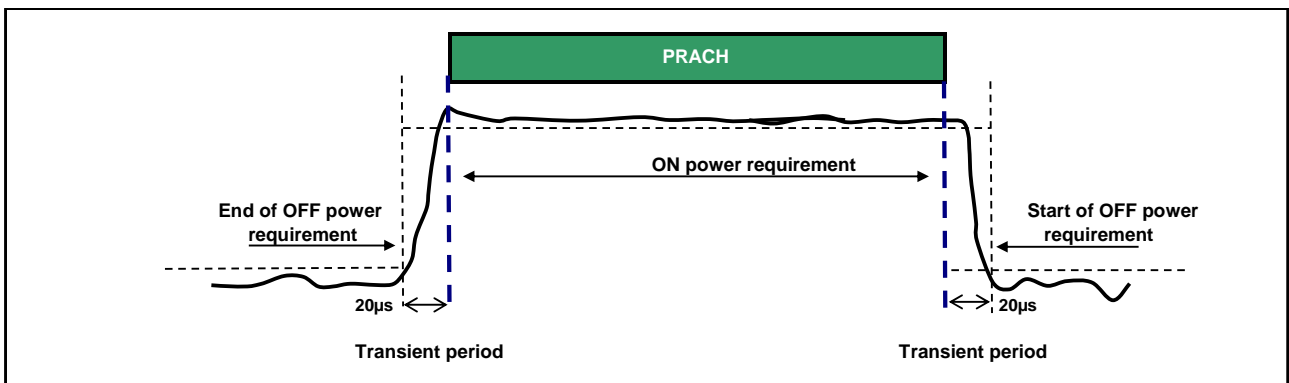 PRACH
ON power requirement
End of OFF power
requirement
Start of OFF power
requirement
20µs
20µs
Transient period
Transient period